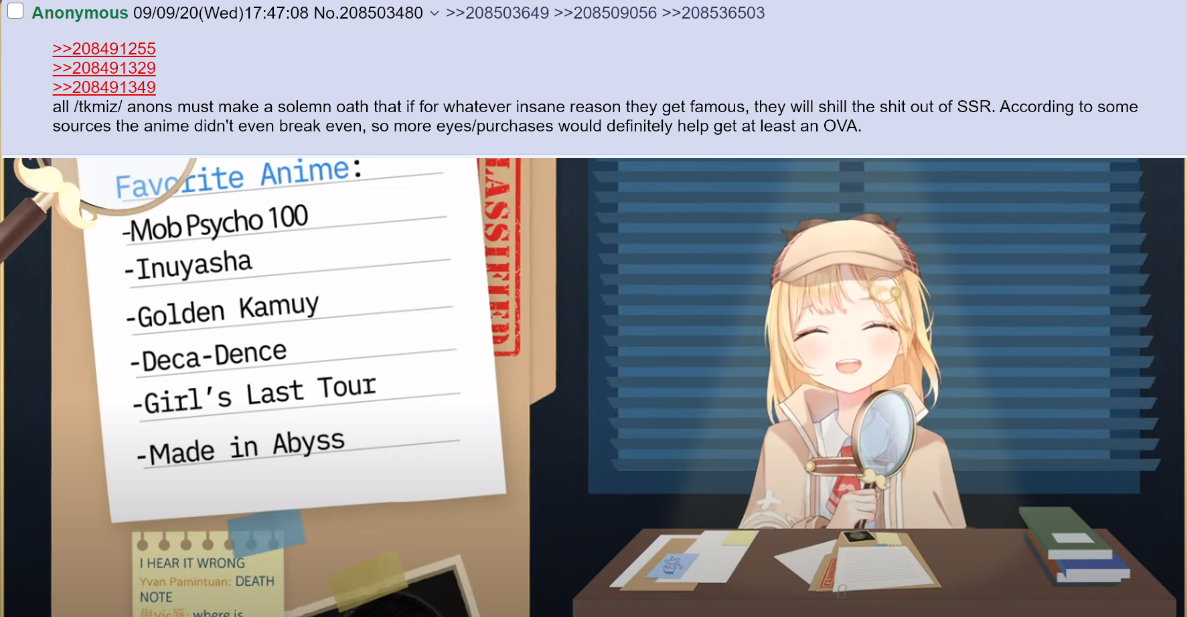 Anonymous 09/09/20(Wed)17:47:08 No.208503480 >>208503649 >>208509056 >>208536503
>>208491255
>>208491329
>>208491349
all /tkmiz/ anons must make a solemn oath that if for whatever insane reason they get famous, they will shill the shit out of SSR. According to some
sources the anime didn't even break even, so more eyes/purchases would definitely help get at least an OVA.
Favorite Anime:
-Mob Psycho 100
-Inuyasha
-Golden Kamuy
-Deca-Dence
-Girl's Last Tour
-Made in Abyss
LASSIFIED
I HEAR IT WRONG
Yvan Pamintuan: DEATH
NOTE
where is